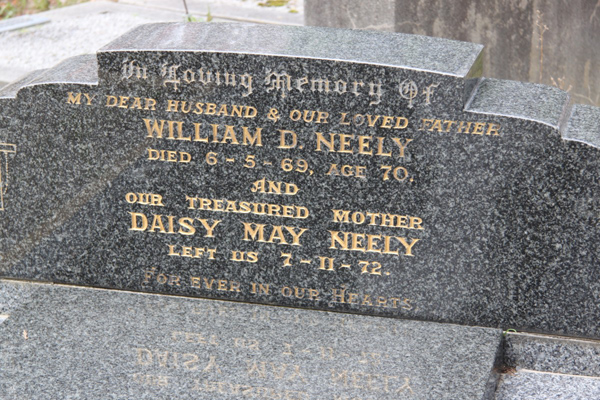 In Loving Memory Of
MY DEAR HUSBAND & OUR LOVED FATHER
WILLIAM D. NEELY
DIED 6-5-69, AGE 70.
AND
OUR TREASURED MOTHER
DAISY MAY NEELY
LEFT US 7-11-72.
FOR EVER IN OUR HEARTS